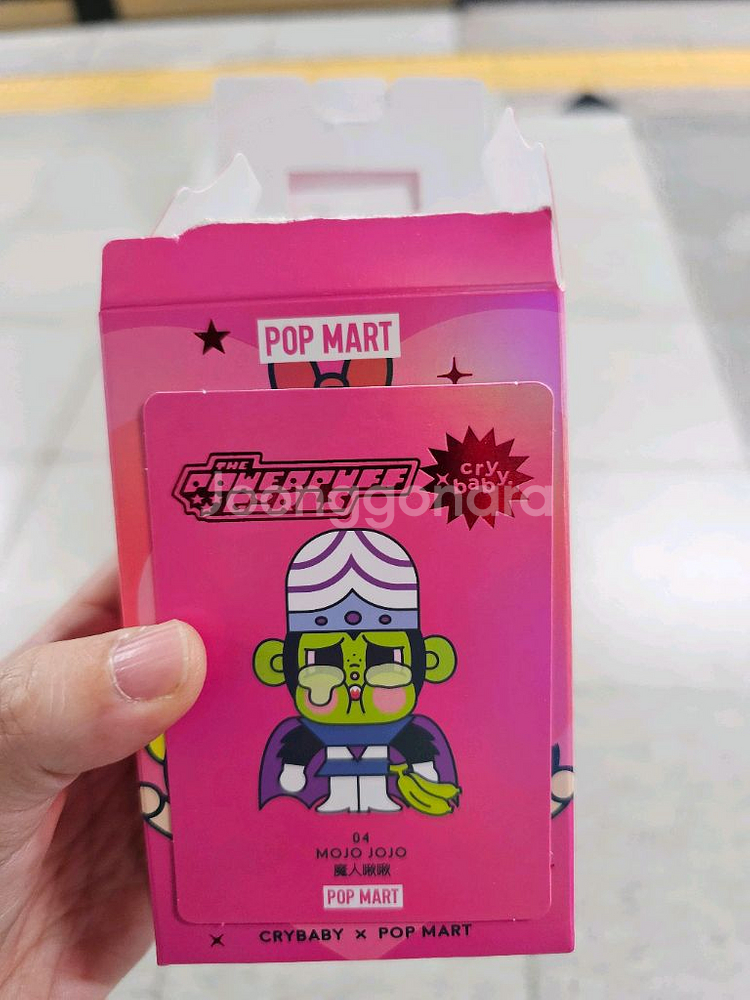 POP MART
THE
POWERPUFF
GIRLS
× cry
baby
Joonggonara
04
MOJO JOJO
魔人啾啾
POP MART
CRYBABY × POP MART